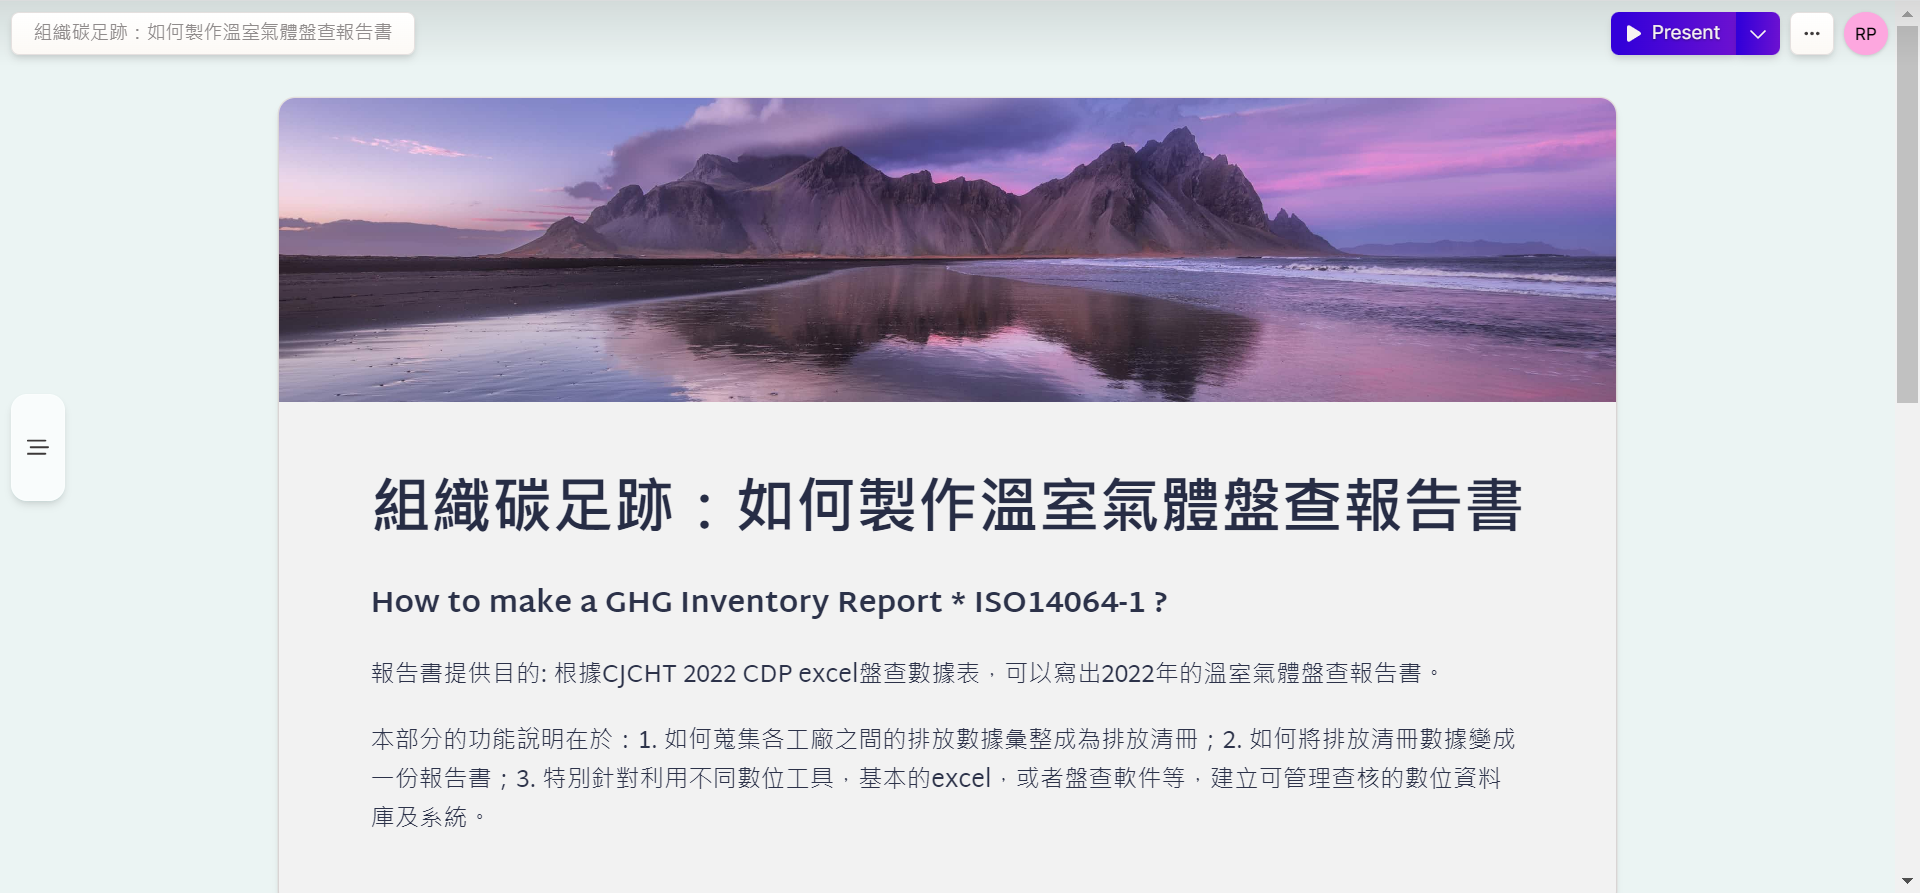 組織碳足跡：如何製作溫室氣體盤查報告書
Present
RP
組織碳足跡：如何製作溫室氣體盤查報告書
How to make a GHG Inventory Report * ISO14064-1 ?
報告書提供目的: 根據CJCHT 2022 CDP excel盤查數據表，可以寫出2022年的溫室氣體盤查報告書。
本部分的功能說明在於：1. 如何蒐集各工廠之間的排放數據彙整成為排放清冊；2. 如何將排放清冊數據變成
一份報告書；3. 特別針對利用不同數位工具，基本的excel，或者盤查軟件等，建立可管理查核的數位資料
庫及系統。